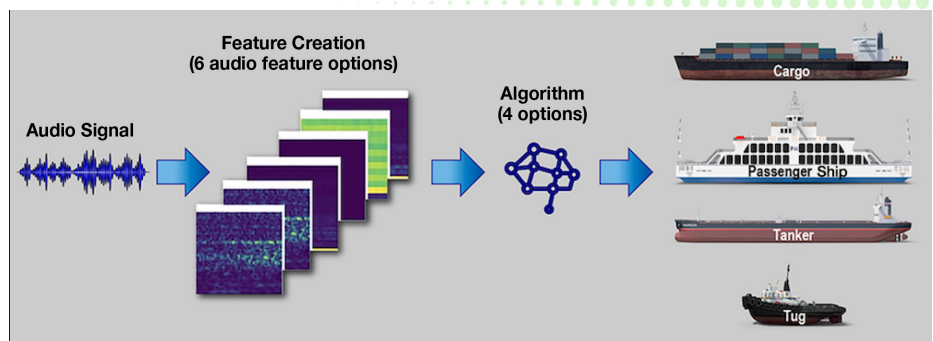 Feature Creation
(6 audio feature options)
Audio Signal
Algorithm
(4 options)
Cargo
Passenger Ship
Tanker
Tug